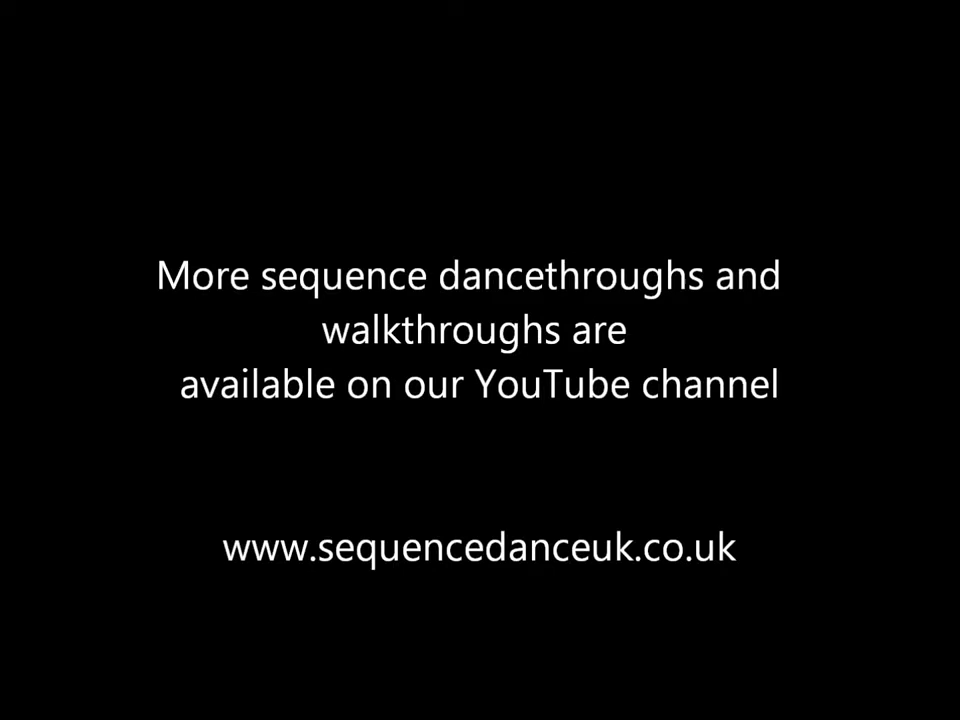 More sequence dancethroughs and
walkthroughs are
available on our YouTube channel
www.sequencedanceuk.co.uk